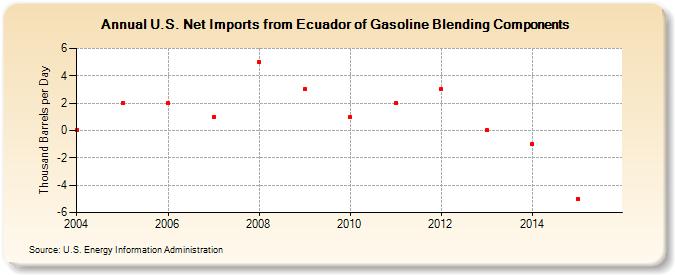 Annual U.S. Net Imports from Ecuador of Gasoline Blending Components
Thousand Barrels per Day
6
4
2
0
-2
-4
-6
2004 2006 2008 2010 2012 2014
Source: U.S. Energy Information Administration